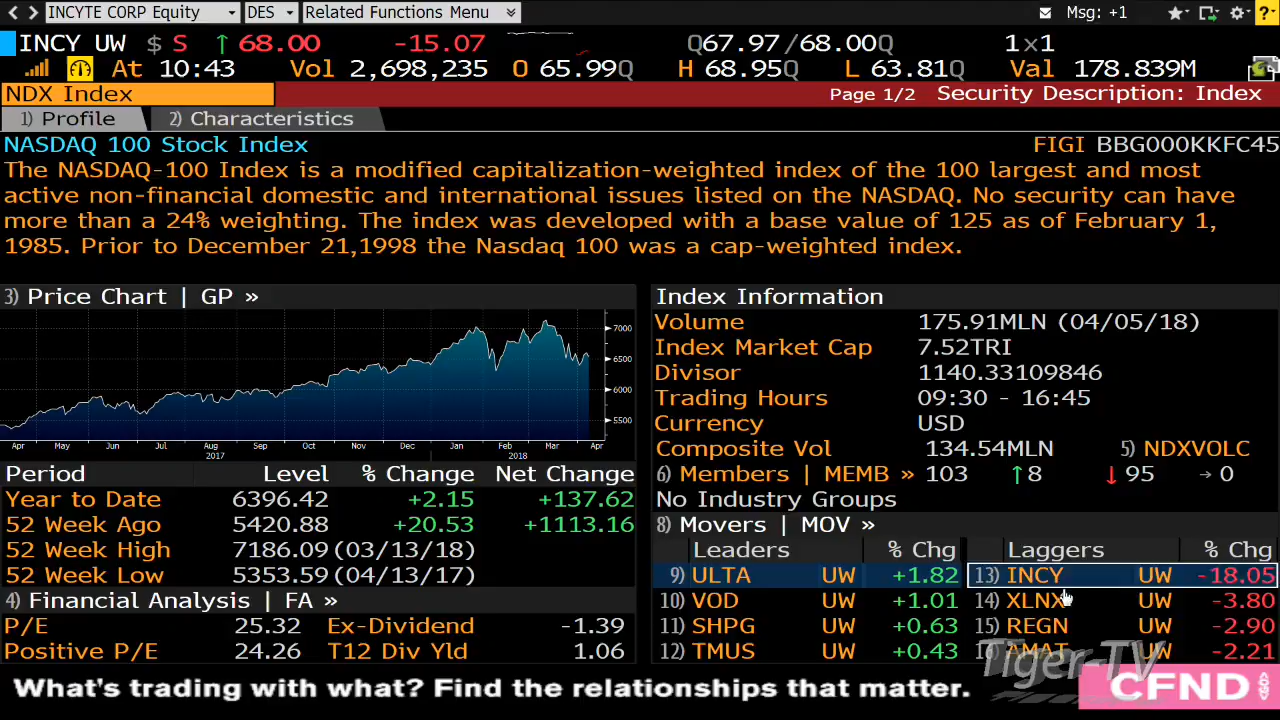 INCYTE CORP Equity DES Related Functions Menu Msg: +1 ?
INCY UW $ S ↑ 68.00 -15.07 Q67.97/68.00Q 1x1
At 10:43 Vol 2,698,235 O 65.99Q H 68.95Q L 63.81Q Val 178.839M
NDX Index Page 1/2 Security Description: Index
1) Profile 2) Characteristics
NASDAQ 100 Stock Index FIGI BBG000KKFC45
The NASDAQ-100 Index is a modified capitalization-weighted index of the 100 largest and most
active non-financial domestic and international issues listed on the NASDAQ. No security can have
more than a 24% weighting. The index was developed with a base value of 125 as of February 1,
1985. Prior to December 21,1998 the Nasdaq 100 was a cap-weighted index.
3) Price Chart | GP »
7000
6500
6000
5500
Apr May Jun Jul Aug Sep Oct Nov Dec Jan Feb Mar Apr
2017 2018
Period Level % Change Net Change
Year to Date 6396.42 +2.15 +137.62
52 Week Ago 5420.88 +20.53 +1113.16
52 Week High 7186.09 (03/13/18)
52 Week Low 5353.59 (04/13/17)
4) Financial Analysis | FA »
P/E 25.32 Ex-Dividend -1.39
Positive P/E 24.26 T12 Div Yld 1.06
Index Information
Volume 175.91MLN (04/05/18)
Index Market Cap 7.52TRI
Divisor 1140.33109846
Trading Hours 09:30 - 16:45
Currency USD
Composite Vol 134.54MLN 5) NDXVOLC
6) Members | MEMB » 103 ↑8 ↓95 →0
No Industry Groups
8) Movers | MOV »
Leaders % Chg Laggers % Chg
9) ULTA UW +1.82 13) INCY UW -18.05
10) VOD UW +1.01 14) XLNX UW -3.80
11) SHPG UW +0.63 15) REGN UW -2.90
12) TMUS UW +0.43 16) AMAT UW -2.21
Tiger-TV
What's trading with what? Find the relationships that matter. CFND